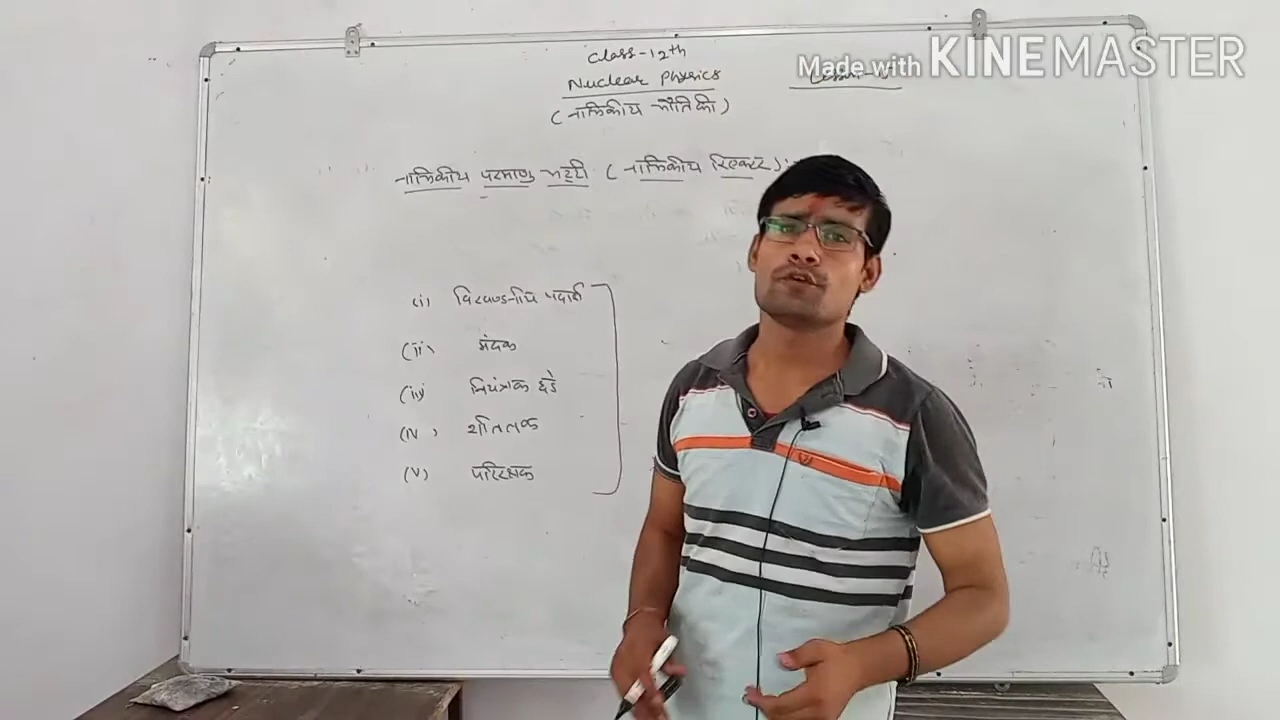 Class-12th
Made with KINEMASTER
Nuclear Physics
(नाभिकीय भौतिकी)
नाभिकीय परमाणु भट्टी (नाभिकीय रिएक्टर):
(i) विखण्डनीय पदार्थ
(ii) मंदक
(iii) नियंत्रक छड़े
(iv) शीतलक
(v) परिरक्षक